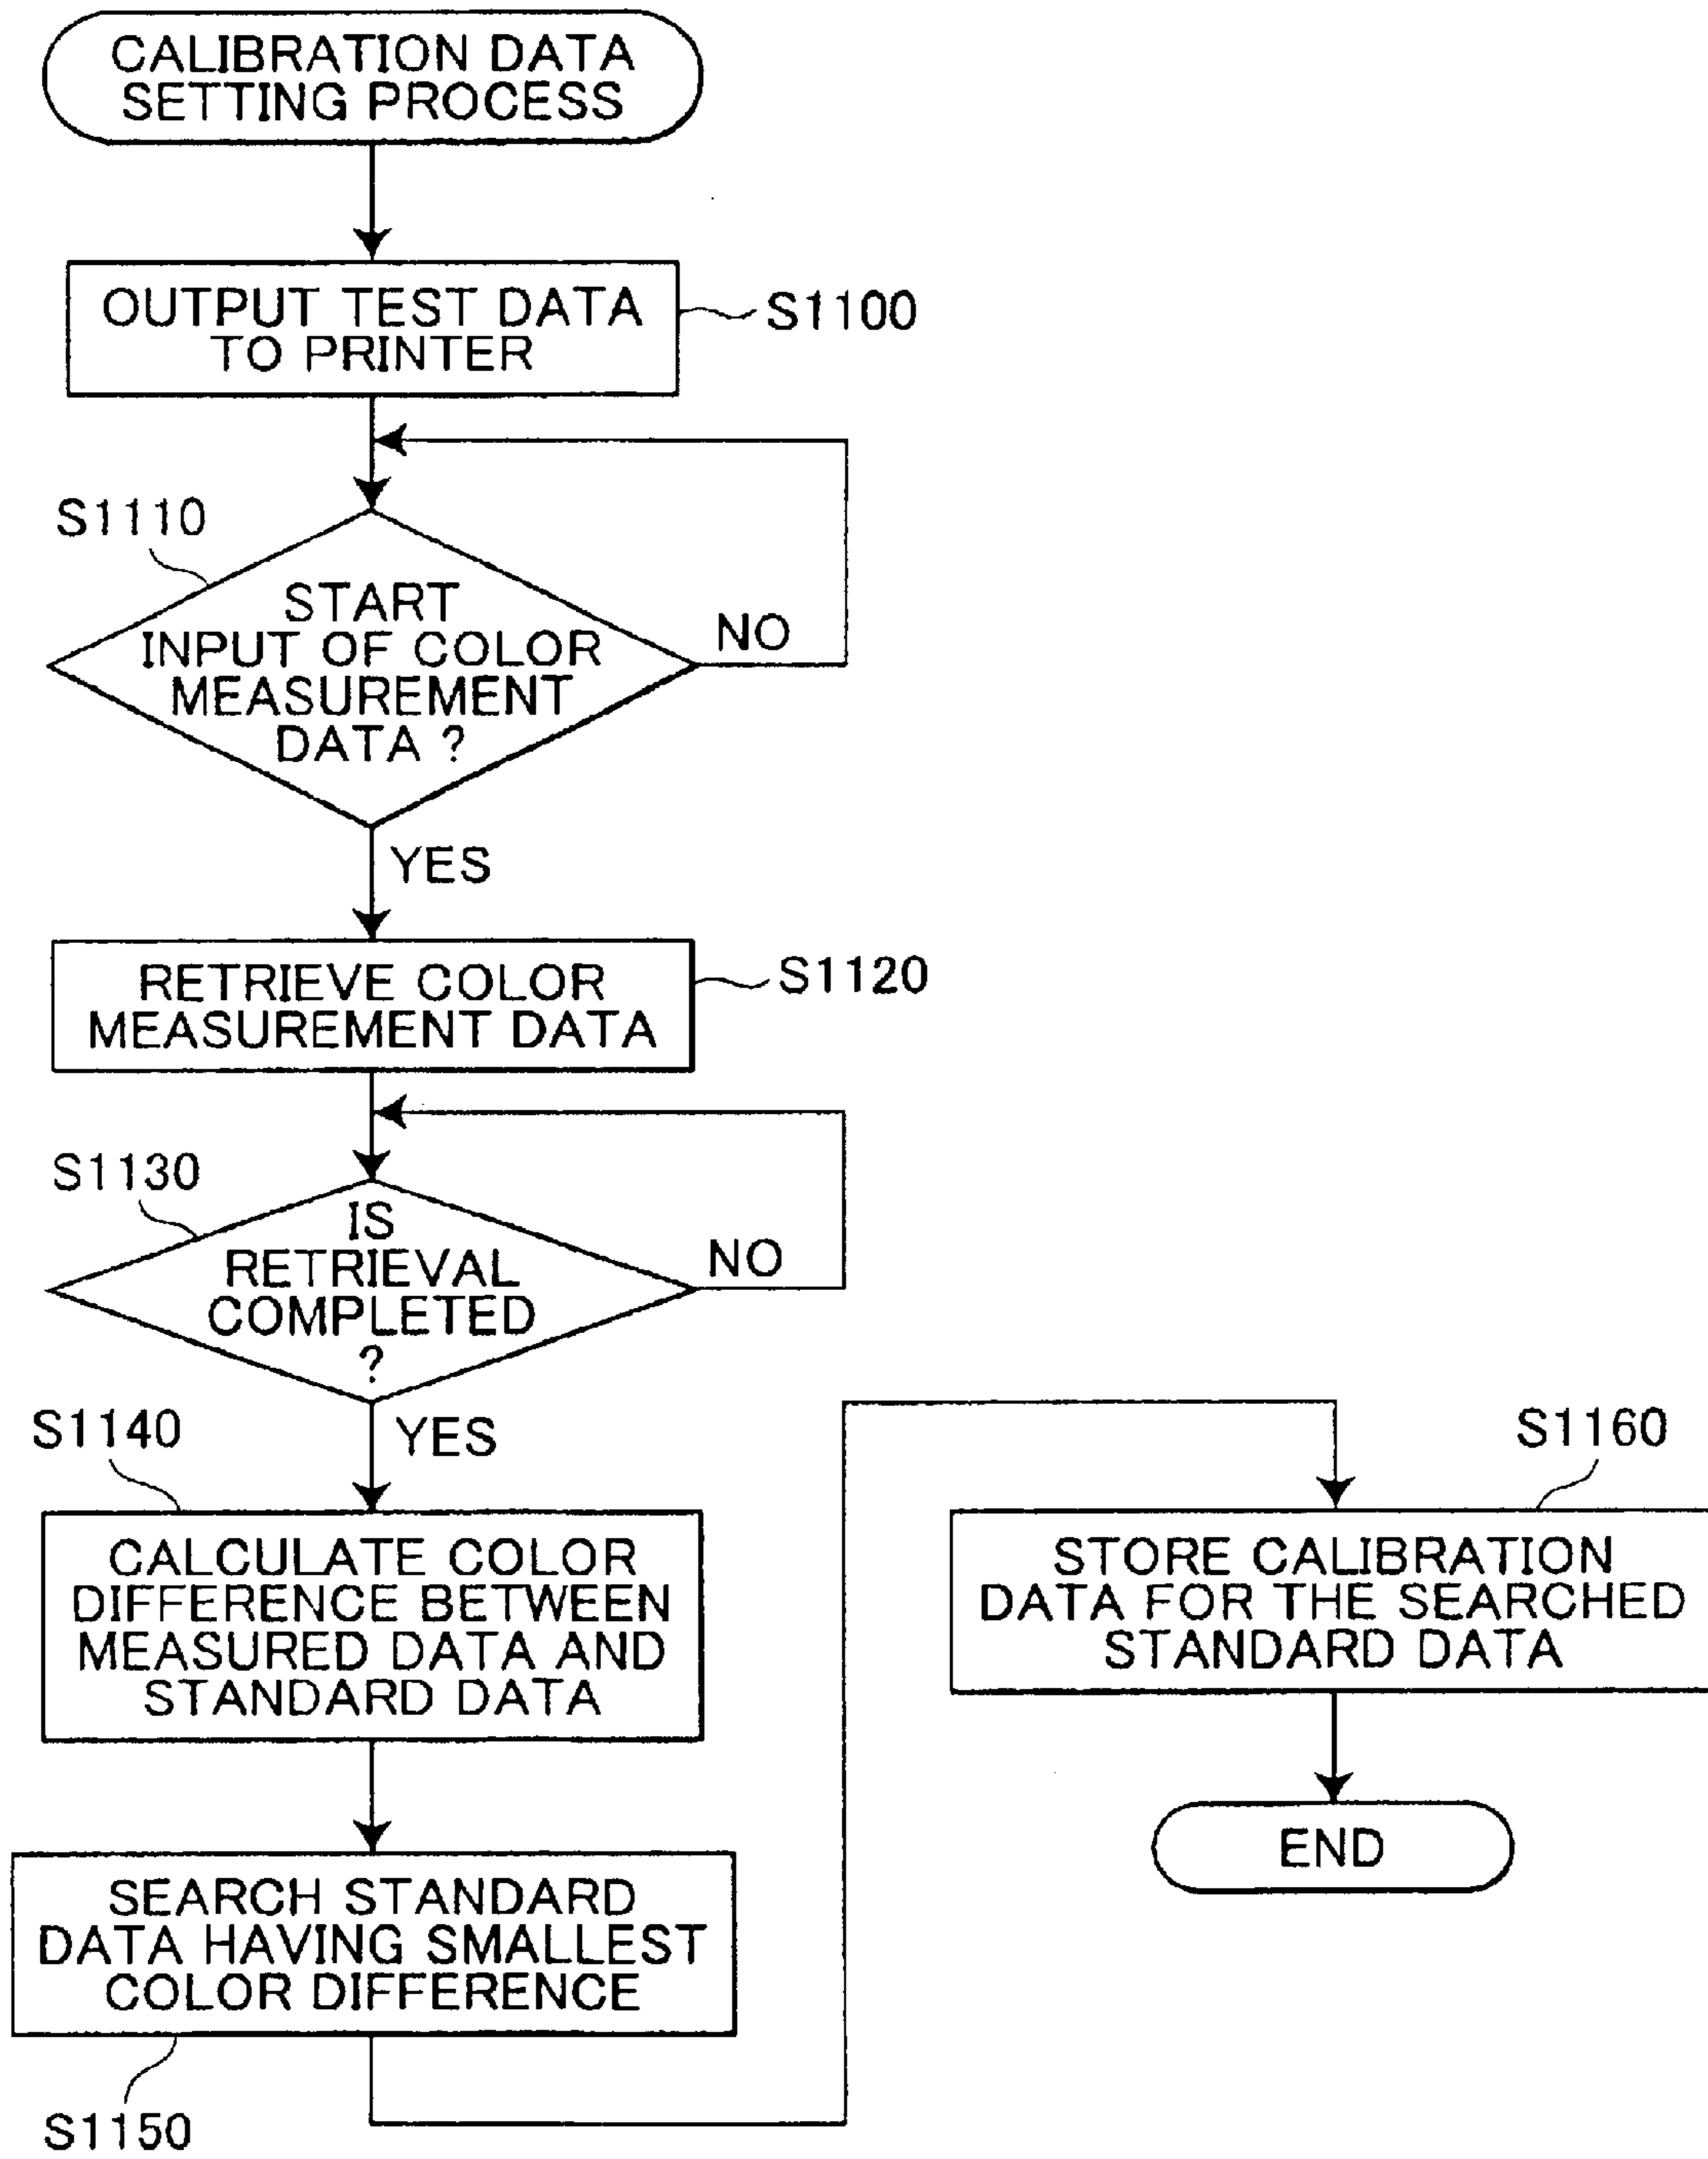 CALIBRATION DATA
SETTING PROCESS
OUTPUT TEST DATA
TO PRINTER
S1100
S1110
START
INPUT OF COLOR
MEASUREMENT
DATA ?
NO
YES
RETRIEVE COLOR
MEASUREMENT DATA
S1120
S1130
IS
RETRIEVAL
COMPLETED
?
NO
YES
S1140
CALCULATE COLOR
DIFFERENCE BETWEEN
MEASURED DATA AND
STANDARD DATA
SEARCH STANDARD
DATA HAVING SMALLEST
COLOR DIFFERENCE
S1150
S1160
STORE CALIBRATION
DATA FOR THE SEARCHED
STANDARD DATA
END